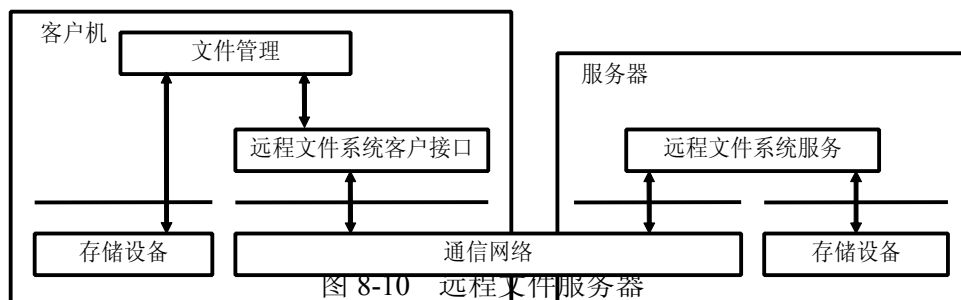 客户机
文件管理
服务器
远程文件系统客户接口
远程文件系统服务
存储设备
通信网络
存储设备
图 8-10 远程文件服务器